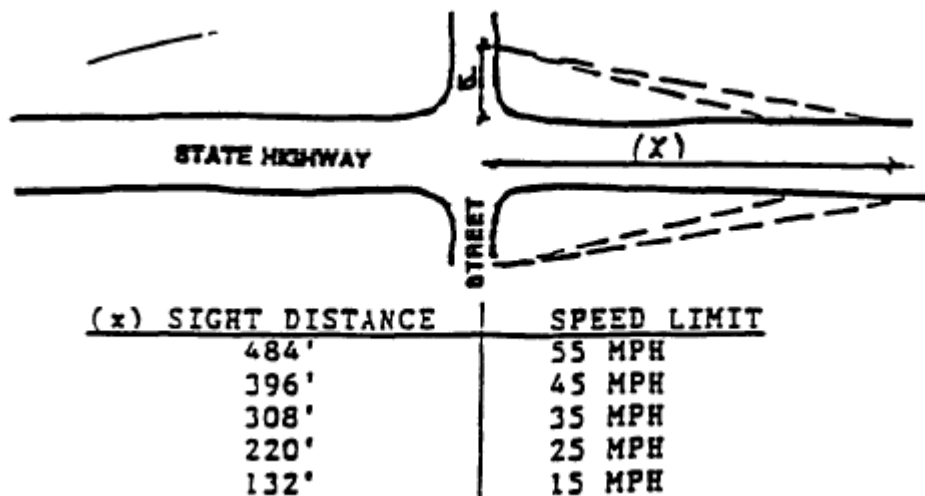 STATE HIGHWAY
(X)
STREET
(x) SIGHT DISTANCE SPEED LIMIT
484' 55 MPH
396' 45 MPH
308' 35 MPH
220' 25 MPH
132' 15 MPH